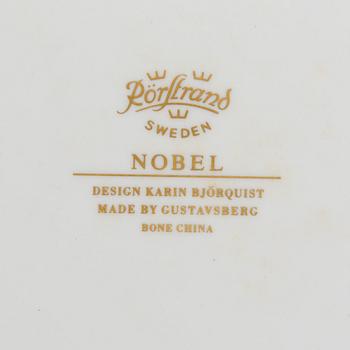 Rörstrand
SWEDEN
NOBEL
DESIGN KARIN BJÖRQUIST
MADE BY GUSTAVSBERG
BONE CHINA